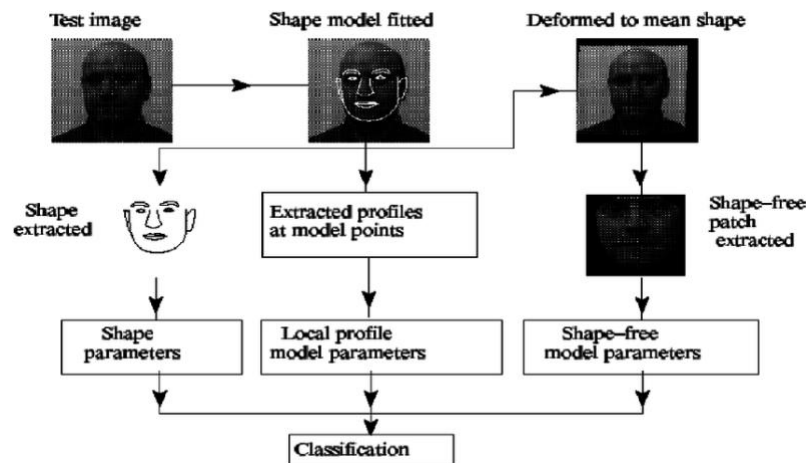 Test image
Shape model fitted
Deformed to mean shape
Shape
extracted
Extracted profiles
at model points
Shape–free
patch
extracted
Shape
parameters
Local profile
model parameters
Shape–free
model parameters
Classification